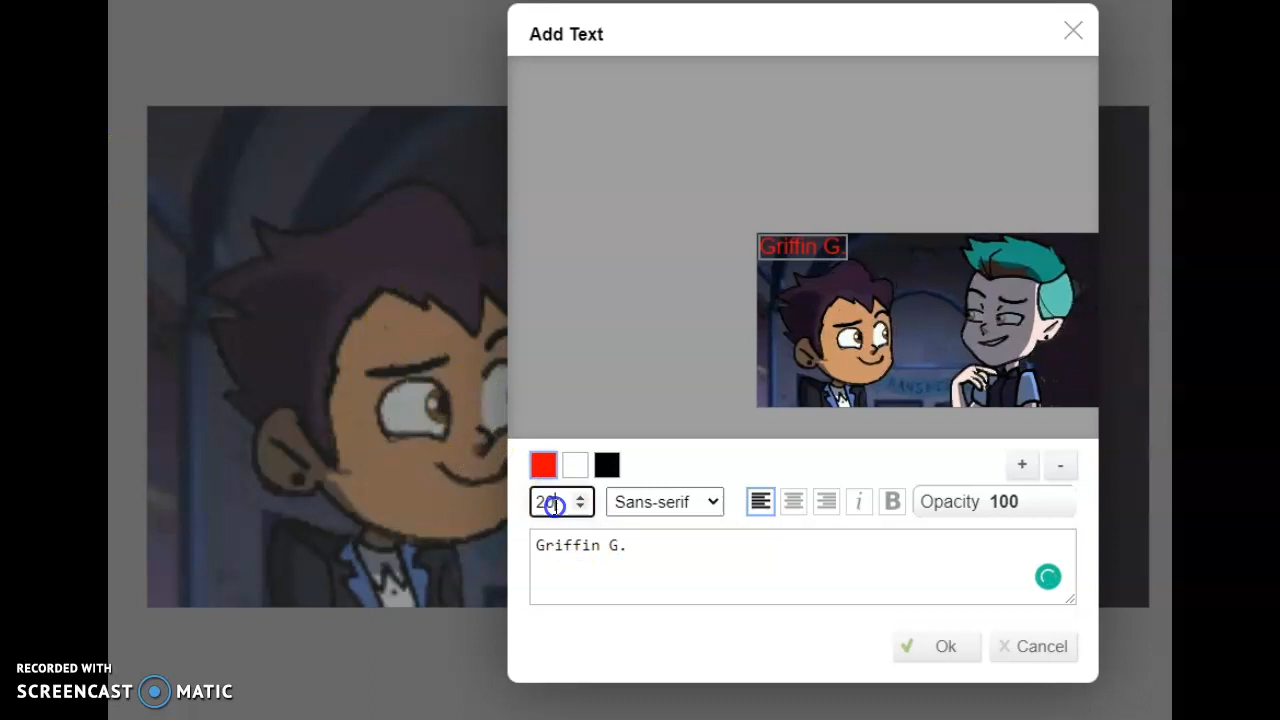 Add Text
Griffin G.
+ -
Sans-serif
i B Opacity 100
Griffin G.
Ok X Cancel
RECORDED WITH
SCREENCAST MATIC